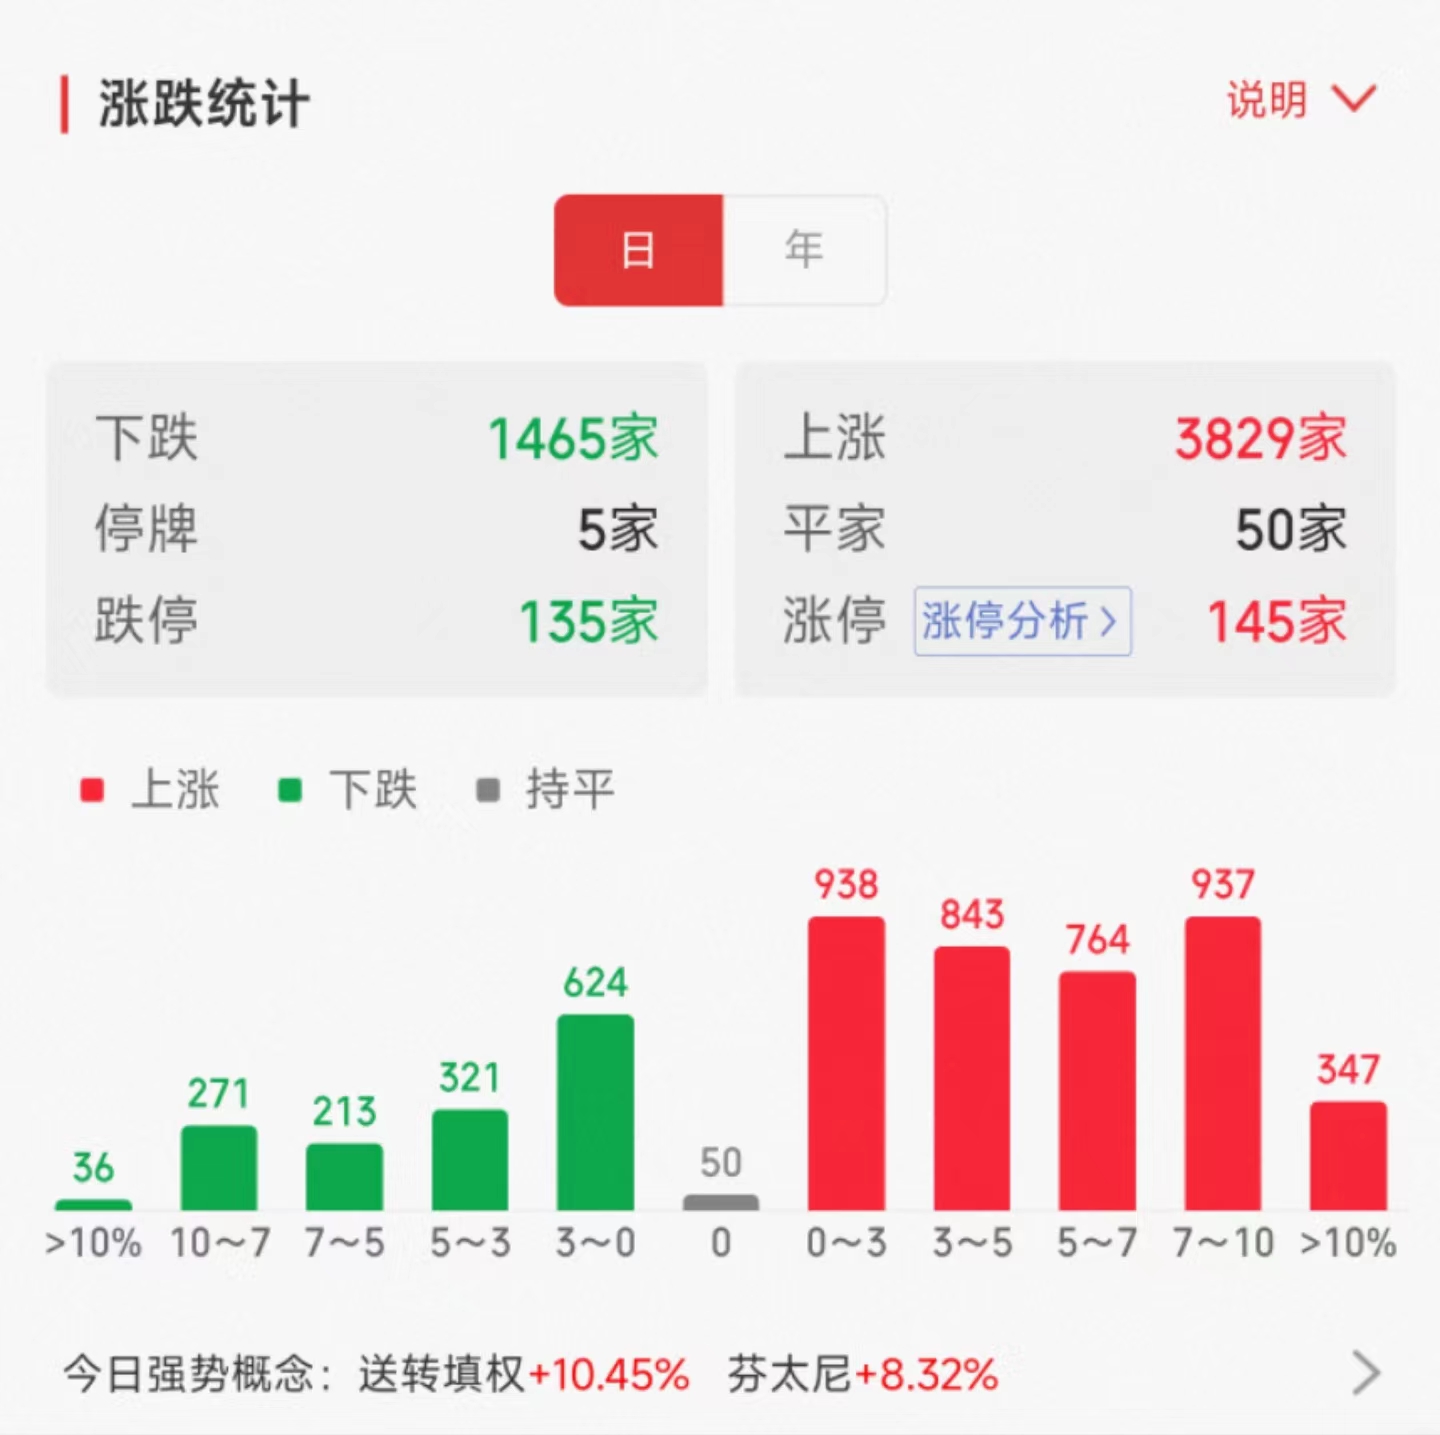 涨跌统计 说明
日 年
下跌 1465家 上涨 3829家
停牌 5家 平家 50家
跌停 135家 涨停 涨停分析 145家
上涨 下跌 持平
36 271 213 321 624 50 938 843 764 937 347
>10% 10～7 7～5 5～3 3～0 0 0～3 3～5 5～7 7～10 >10%
今日强势概念：送转填权+10.45% 芬太尼+8.32%